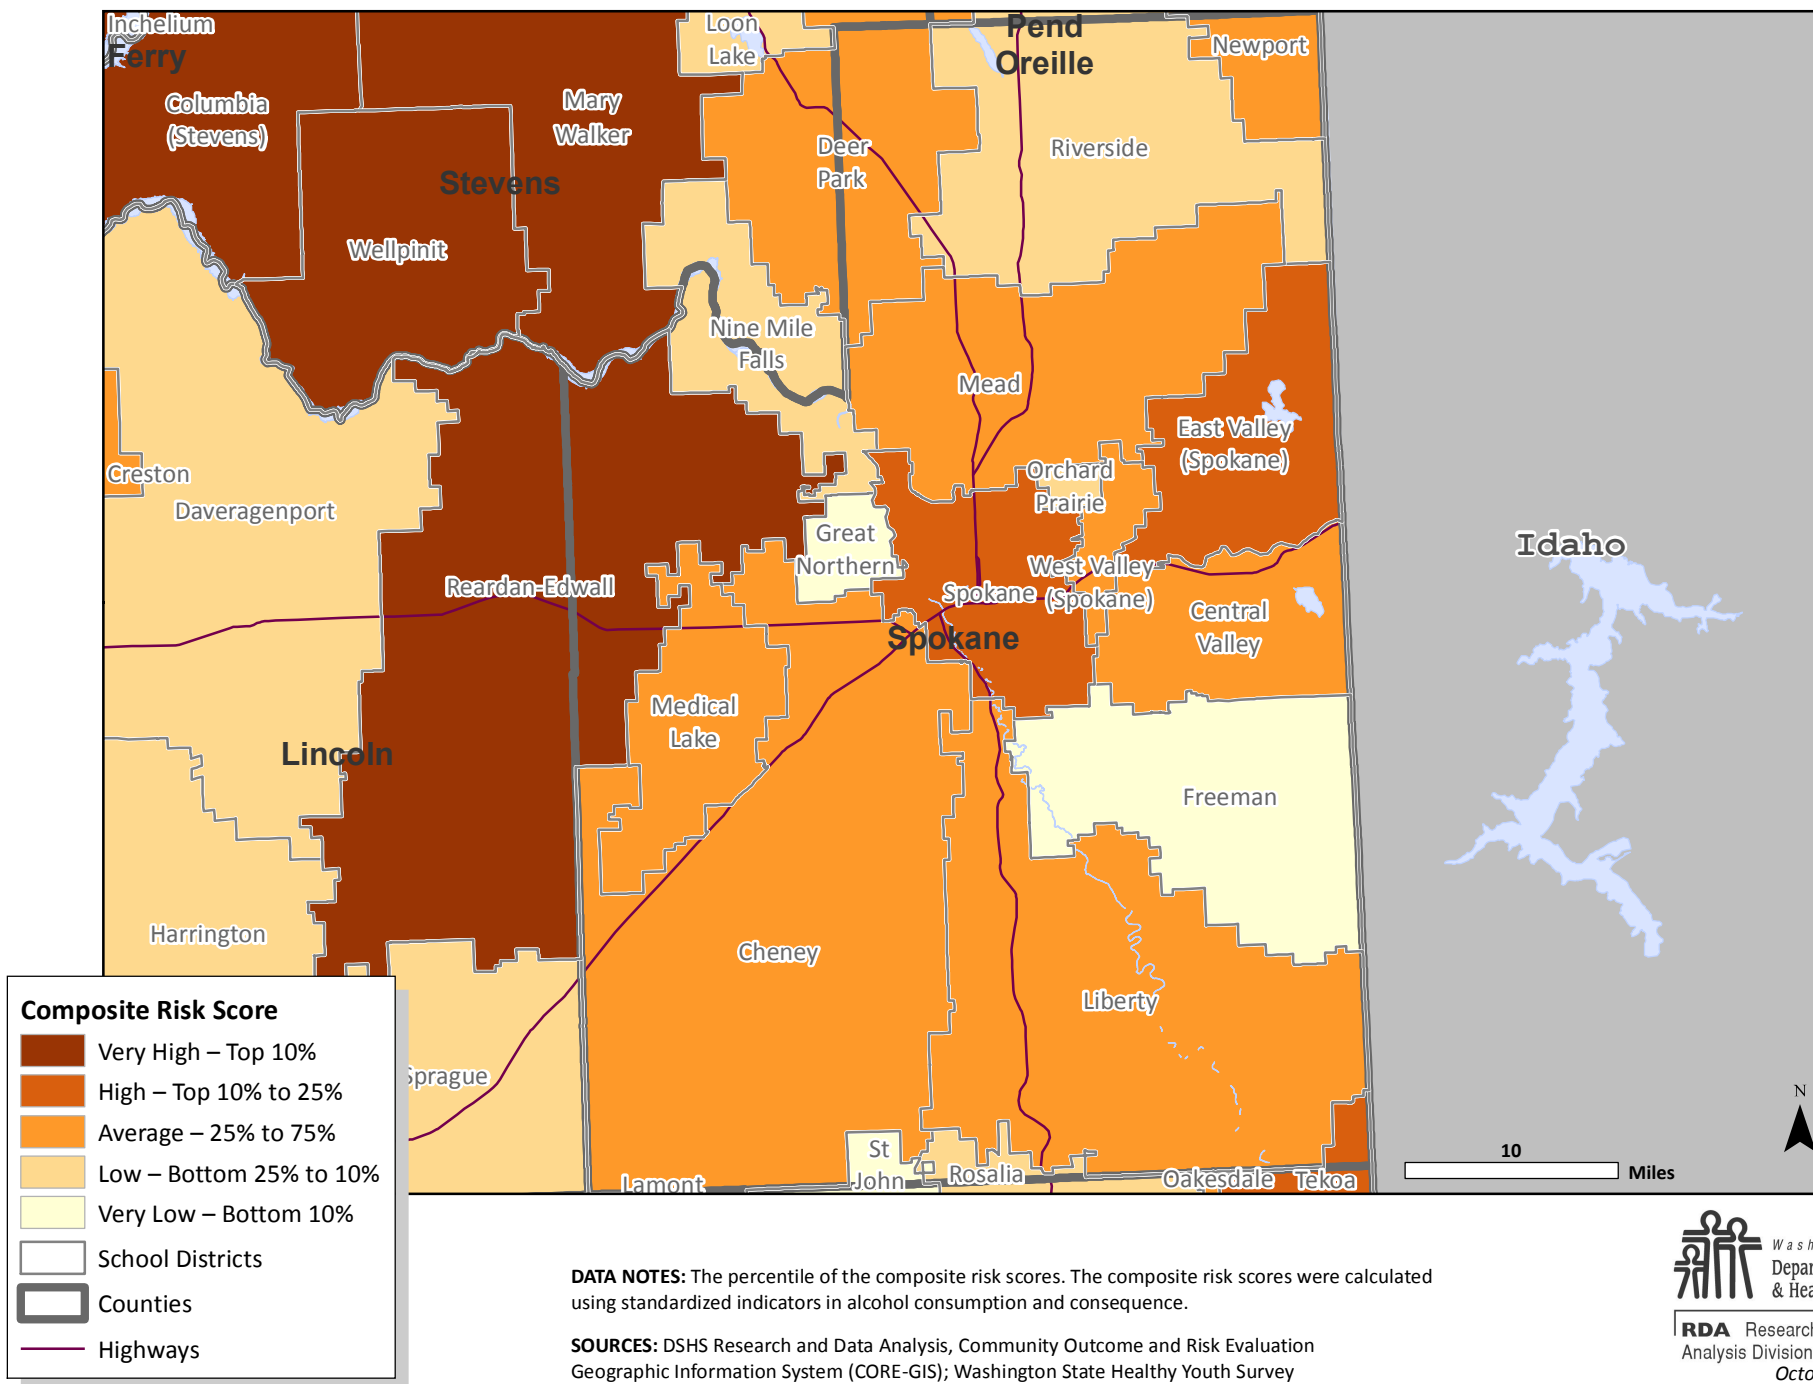 Inchelium
Ferry
Columbia
(Stevens)
Mary
Walker
Loon
Lake
Pend
Oreille
Newport
Deer
Park
Riverside
Stevens
Wellpinit
Nine Mile
Falls
Mead
East Valley
(Spokane)
Creston
Daveragenport
Orchard
Prairie
Great
Northern
West Valley
(Spokane)
Reardan-Edwall
Spokane
Spokane
Central
Valley
Idaho
Medical
Lake
Lincoln
Freeman
Harrington
Cheney
Liberty
Sprague
St
John
Rosalia
Lamont
Oakesdale
Tekoa
Composite Risk Score
Very High – Top 10%
High – Top 10% to 25%
Average – 25% to 75%
Low – Bottom 25% to 10%
Very Low – Bottom 10%
School Districts
Counties
Highways
N
10
Miles
DATA NOTES: The percentile of the composite risk scores. The composite risk scores were calculated
using standardized indicators in alcohol consumption and consequence.
SOURCES: DSHS Research and Data Analysis, Community Outcome and Risk Evaluation
Geographic Information System (CORE-GIS); Washington State Healthy Youth Survey
Wash
Depar
& Hea
RDA Research
Analysis Division
Octo